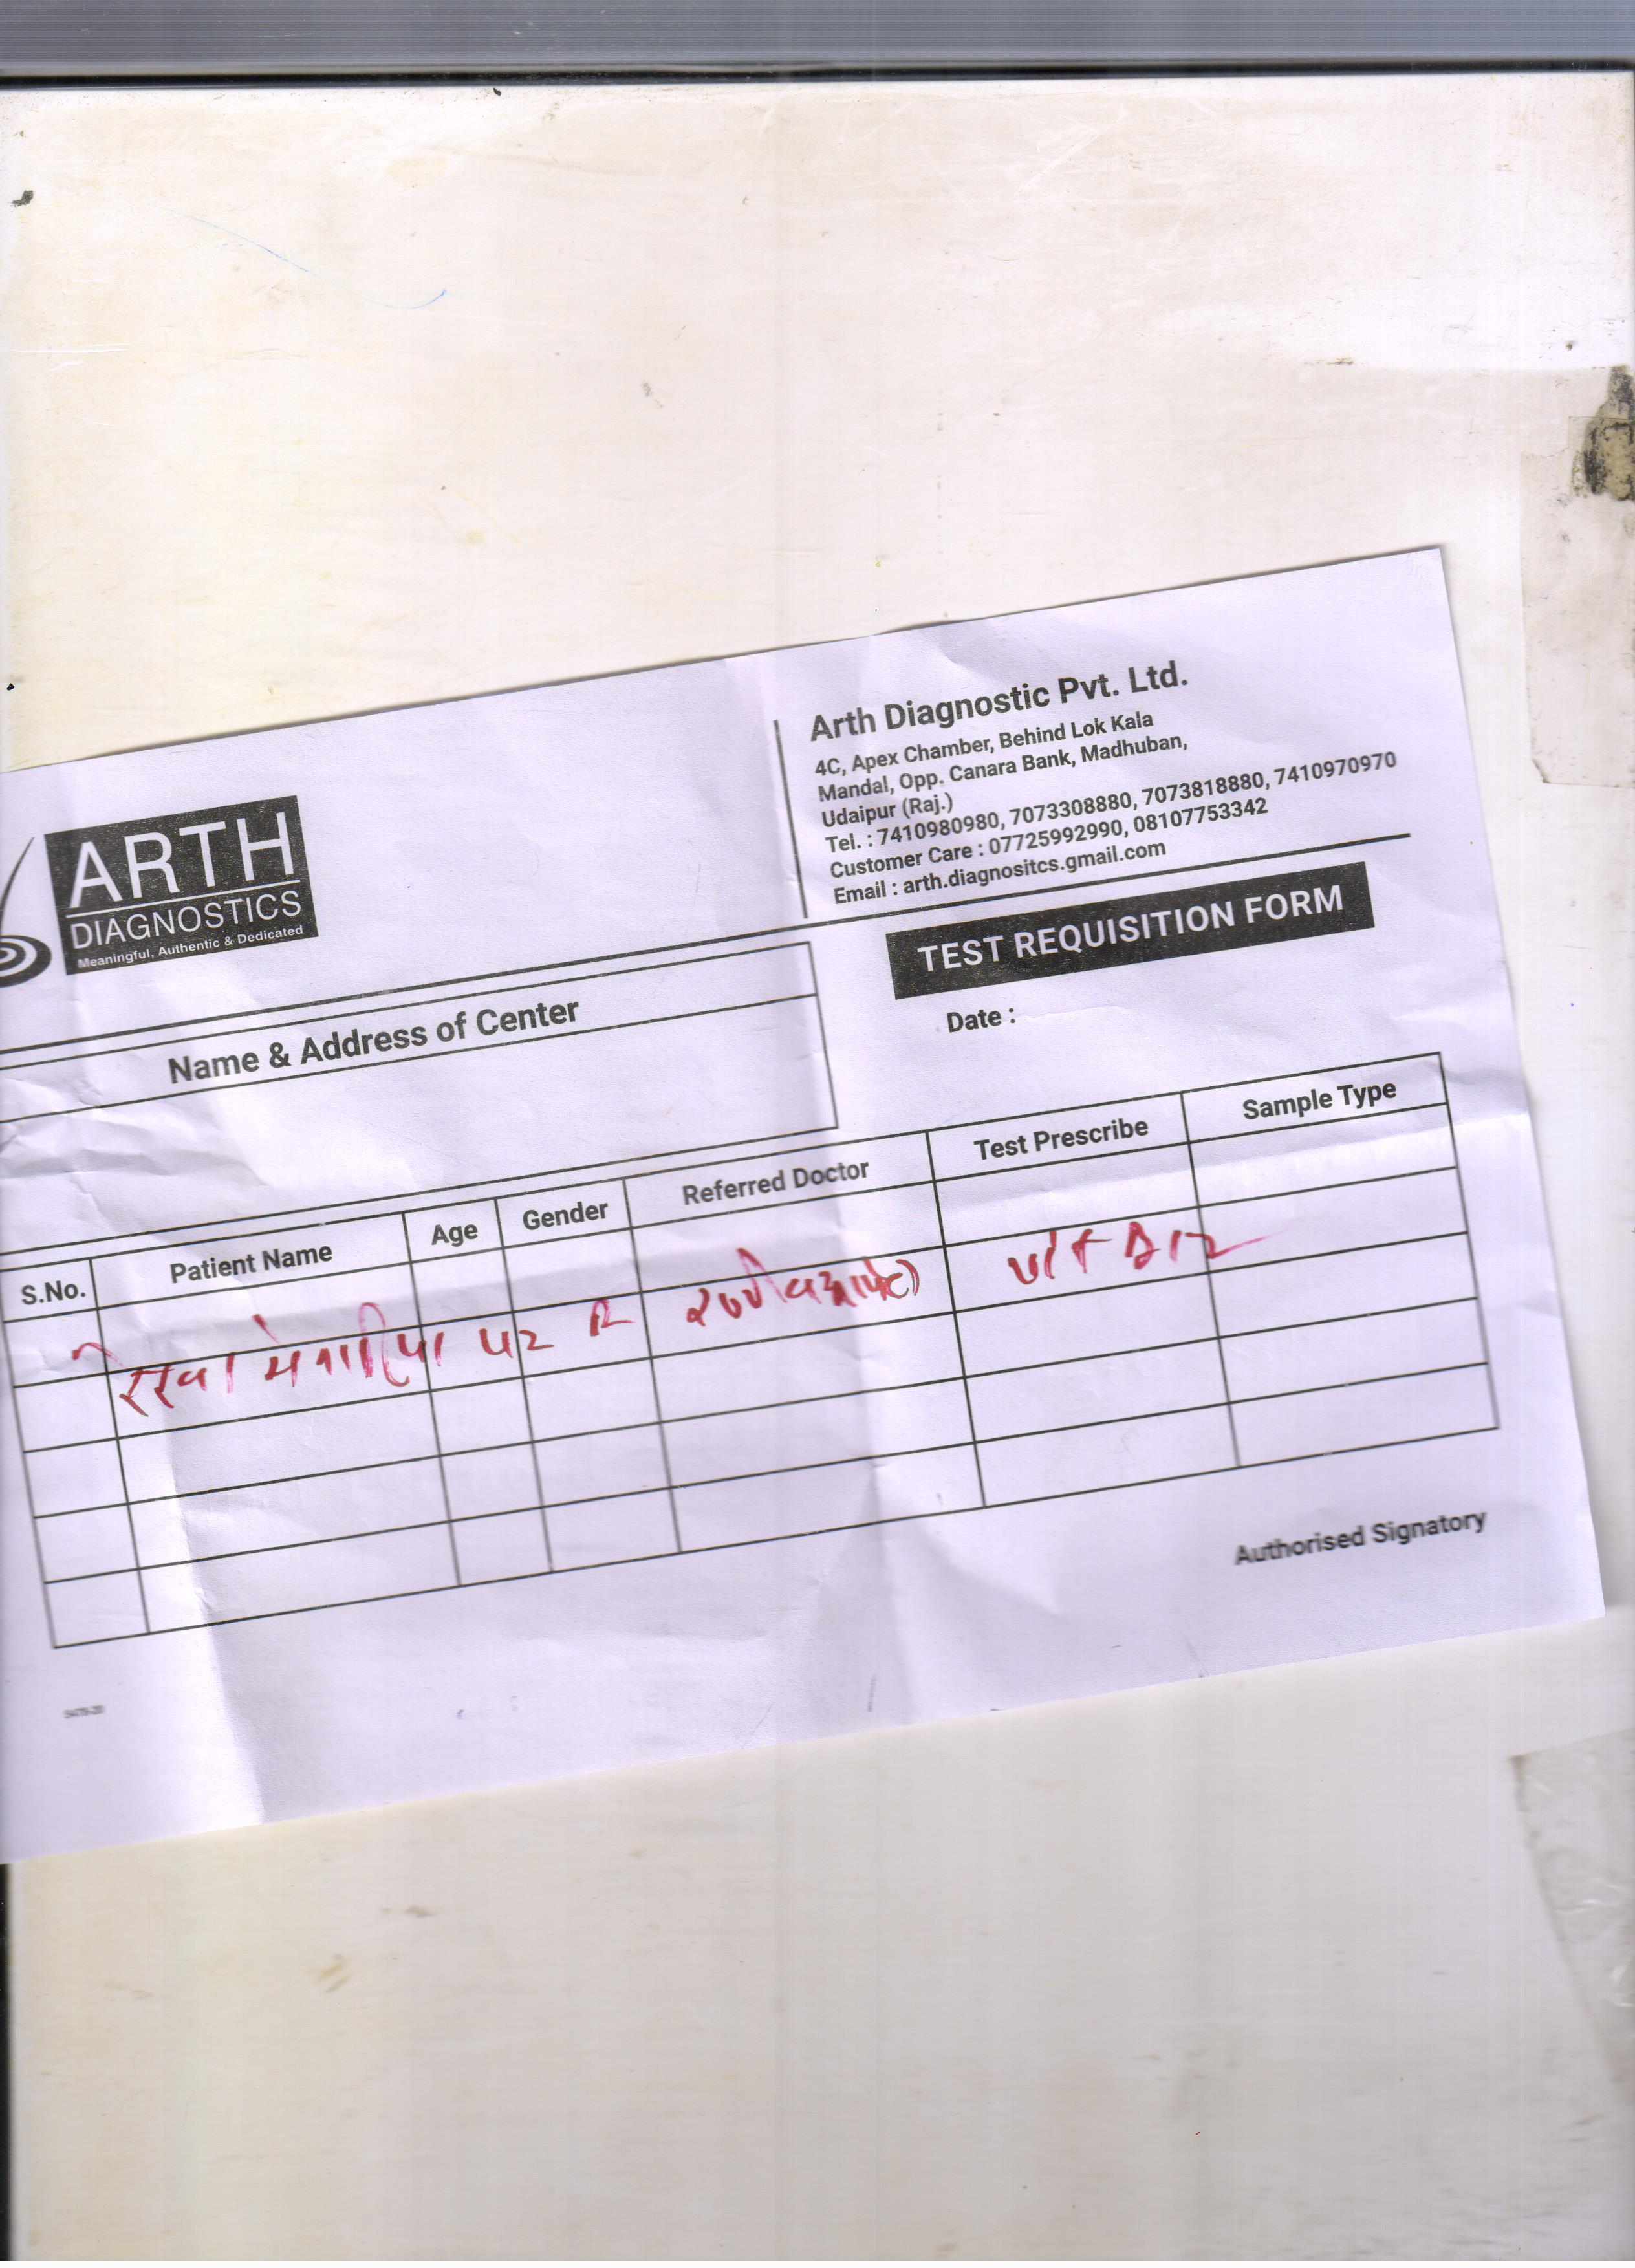 ARTH
DIAGNOSTICS
Meaningful, Authentic & Dedicated
Arth Diagnostic Pvt. Ltd.
4C, Apex Chamber, Behind Lok Kala
Mandal, Opp. Canara Bank, Madhuban,
Udaipur (Raj.)
Tel. : 7410980980, 7073308880, 7073818880, 7410970970
Customer Care : 07725992990, 08107753342
Email : arth.diagnositcs.gmail.com
TEST REQUISITION FORM
Name & Address of Center
Date :
S.No. Patient Name Age Gender Referred Doctor Test Prescribe Sample Type
vit B12
Authorised Signatory